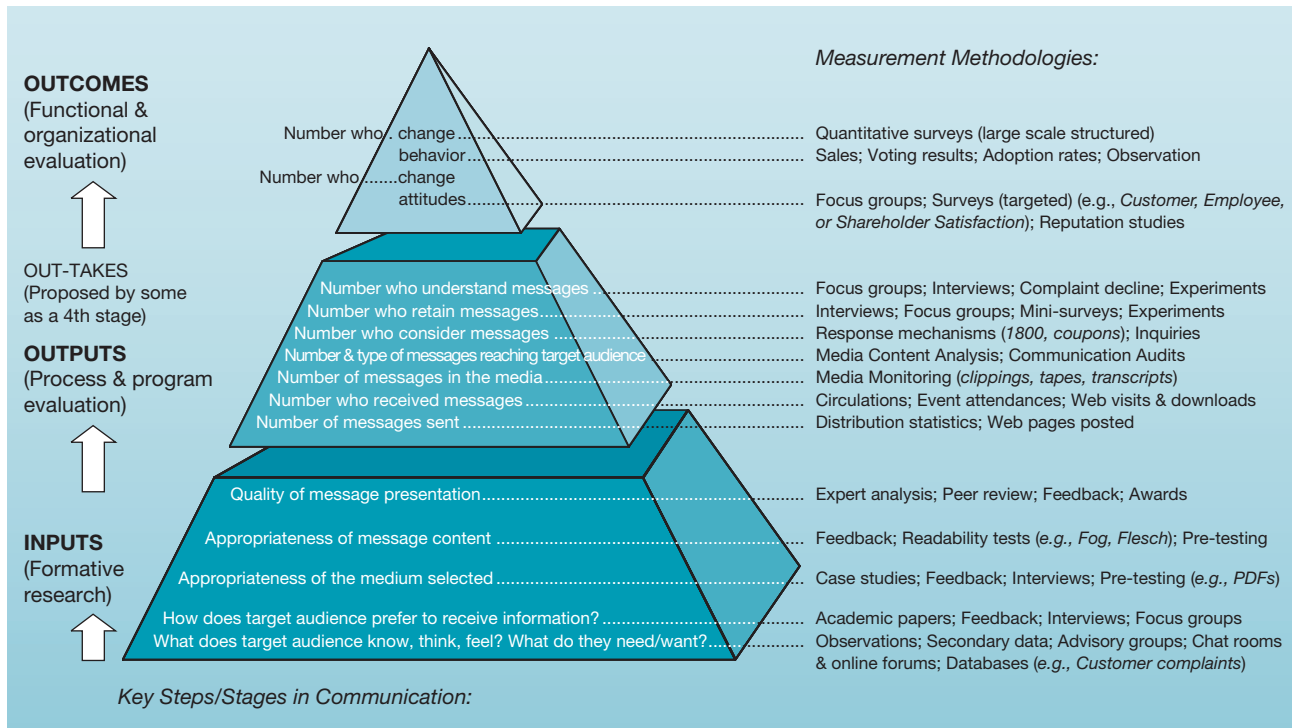 Measurement Methodologies:
OUTCOMES
(Functional &
organizational
evaluation)
Number who.. change ............ Quantitative surveys (large scale structured)
behavior ............ Sales; Voting results; Adoption rates; Observation
Number who ....... change
attitudes ............ Focus groups; Surveys (targeted) (e.g., Customer, Employee,
or Shareholder Satisfaction); Reputation studies
OUT-TAKES
(Proposed by some
as a 4th stage)
Number who understand messages ............ Focus groups; Interviews; Complaint decline; Experiments
Number who retain messages ............ Interviews; Focus groups; Mini-surveys; Experiments
Number who consider messages ............ Response mechanisms (1800, coupons); Inquiries
OUTPUTS
(Process & program
evaluation)
Number & type of messages reaching target audience ............ Media Content Analysis; Communication Audits
Number of messages in the media ............ Media Monitoring (clippings, tapes, transcripts)
Number who received messages ............ Circulations; Event attendances; Web visits & downloads
Number of messages sent ............ Distribution statistics; Web pages posted
INPUTS
(Formative
research)
Quality of message presentation ............ Expert analysis; Peer review; Feedback; Awards
Appropriateness of message content ............ Feedback; Readability tests (e.g., Fog, Flesch); Pre-testing
Appropriateness of the medium selected ............ Case studies; Feedback; Interviews; Pre-testing (e.g., PDFs)
How does target audience prefer to receive information? ............ Academic papers; Feedback; Interviews; Focus groups
What does target audience know, think, feel? What do they need/want? ............ Observations; Secondary data; Advisory groups; Chat rooms
& online forums; Databases (e.g., Customer complaints)
Key Steps/Stages in Communication: